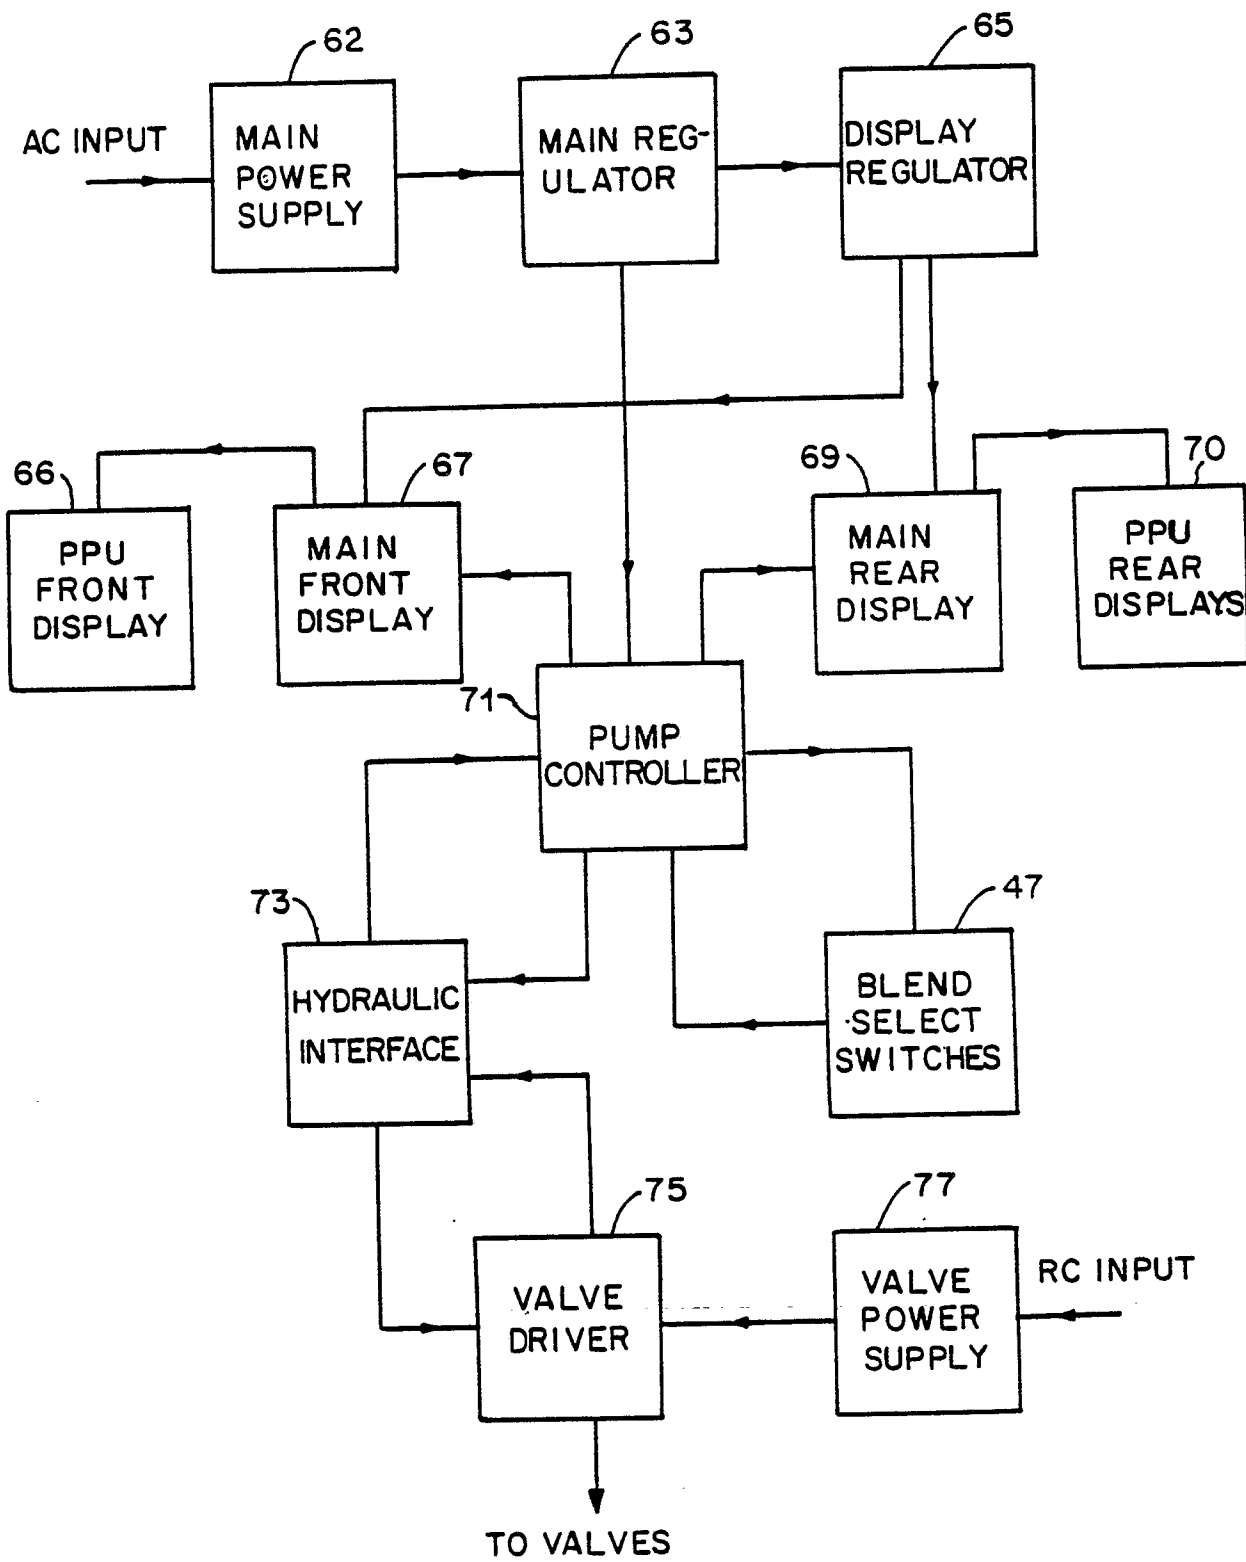 62
63
65
AC INPUT
MAIN
POWER
SUPPLY
MAIN REG-
ULATOR
DISPLAY
REGULATOR
66
67
69
70
PPU
FRONT
DISPLAY
MAIN
FRONT
DISPLAY
MAIN
REAR
DISPLAY
PPU
REAR
DISPLAYS
71
PUMP
CONTROLLER
73
47
HYDRAULIC
INTERFACE
BLEND
SELECT
SWITCHES
75
77
VALVE
DRIVER
VALVE
POWER
SUPPLY
RC INPUT
TO VALVES